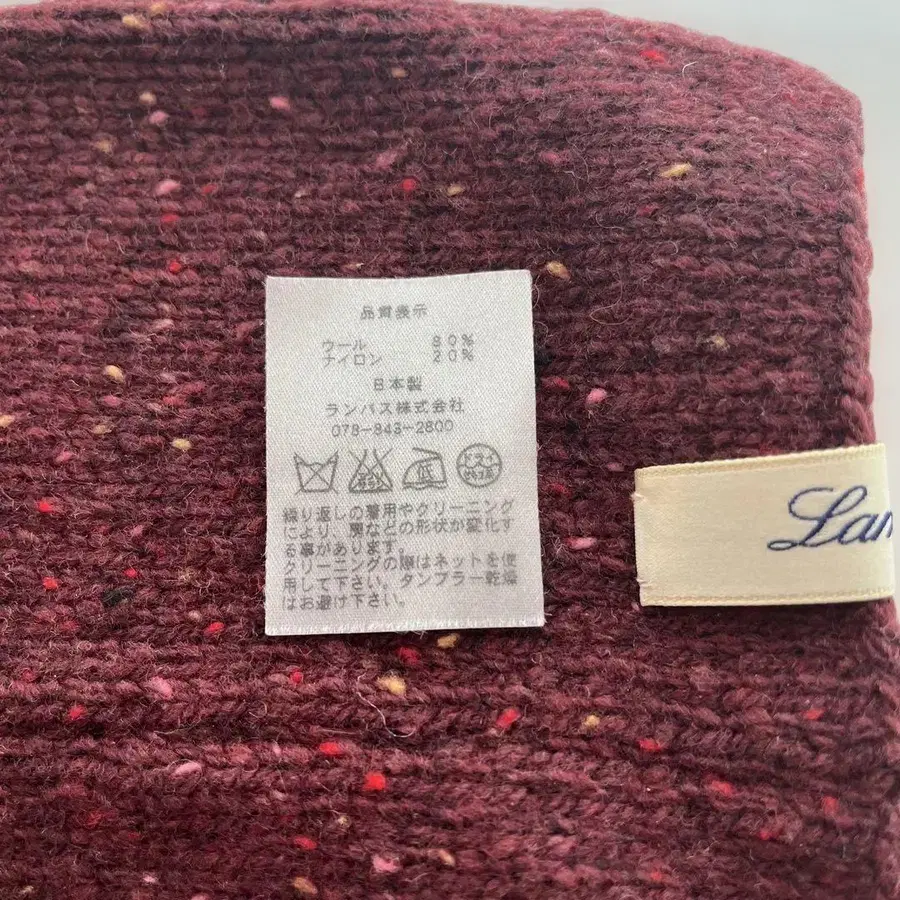 品質表示
ウール 80%
ナイロン 20%
日本製
ランバス株式会社
078-843-2800
低 ドライ
繰り返しの着用やクリーニング
により、襟などの形状が変化す
る事があります。
クリーニングの際はネットを使
用して下さい。タンブラー乾燥
はお避け下さい。
Lan